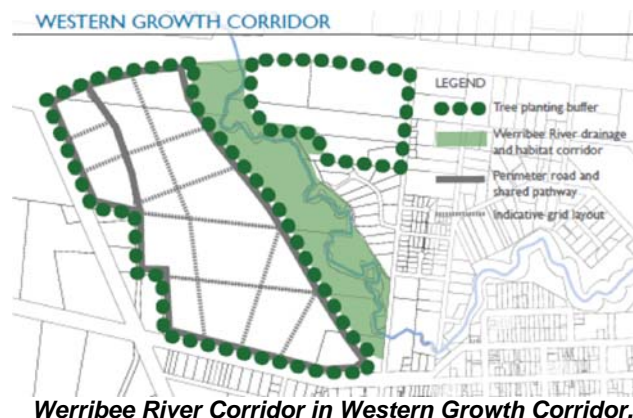 WESTERN GROWTH CORRIDOR
LEGEND
Tree planting buffer
Werribee River drainage
and habitat corridor
Perimeter road and
shared pathway
indicative grid layout
Werribee River Corridor in Western Growth Corridor.